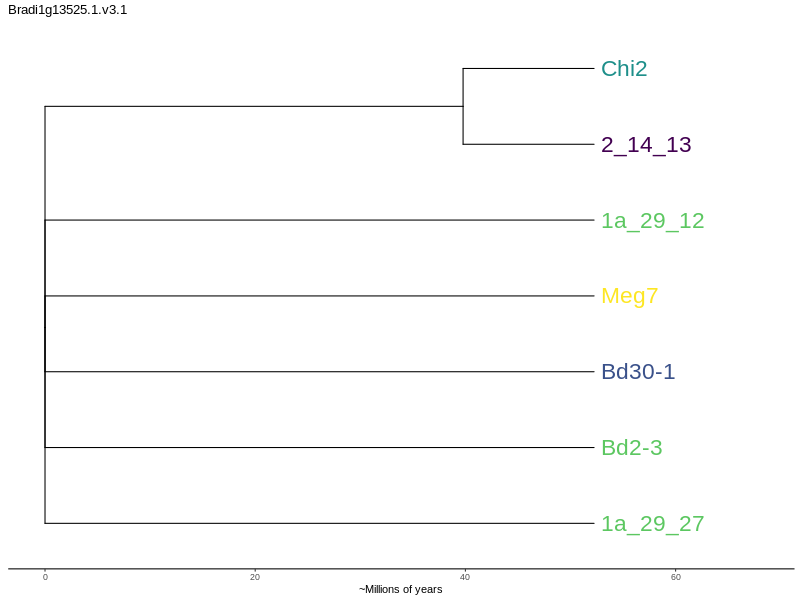 Bradi1g13525.1.v3.1
Chi2
2_14_13
1a_29_12
Meg7
Bd30-1
Bd2-3
1a_29_27
0 20 40 60
~Millions of years